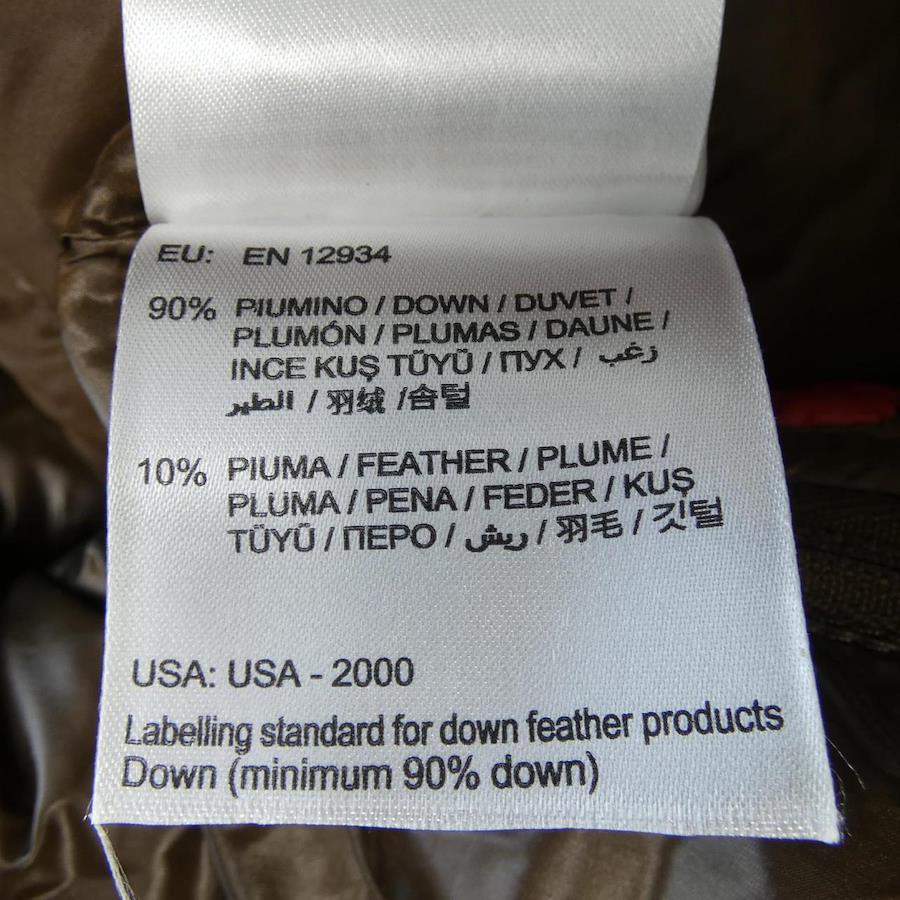 EU: EN 12934
90% PIUMINO / DOWN / DUVET /
PLUMÓN / PLUMAS / DAUNE /
INCE KUŞ TÜYÜ / ПУХ / زغب
الطير / 羽绒 /솜털
10% PIUMA / FEATHER / PLUME /
PLUMA / PENA / FEDER / KUŞ
TÜYÜ / ПЕРО / ريش / 羽毛 / 깃털
USA: USA - 2000
Labelling standard for down feather products
Down (minimum 90% down)